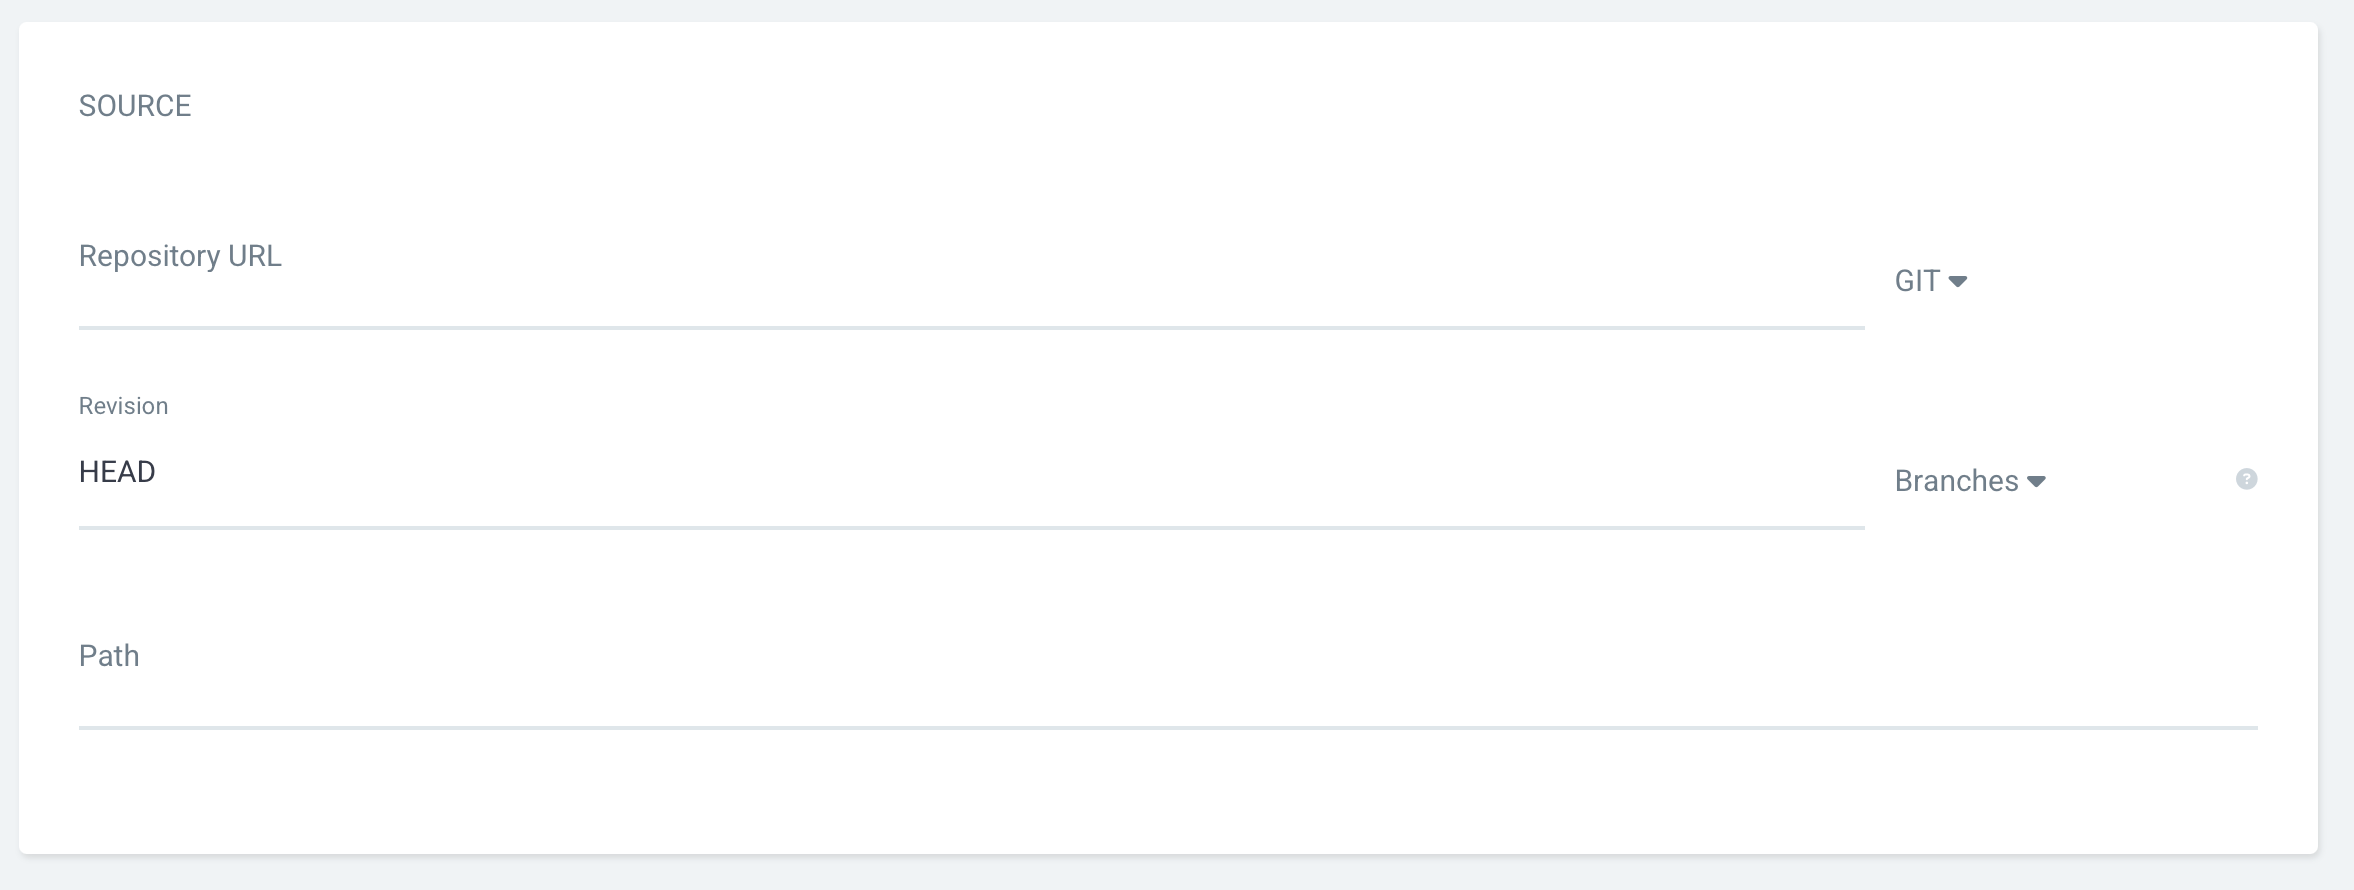 SOURCE
Repository URL
GIT
Revision
HEAD
Branches
?
Path